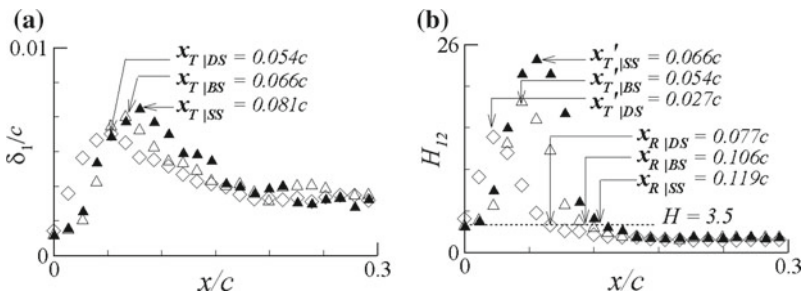 (a)
0.01
δ1/c
0
0
0.3
x/c
xT|DS = 0.054c
xT|BS = 0.066c
xT|SS = 0.081c
(b)
26
H12
0
0
0.3
x/c
xT'|SS = 0.066c
xT'|BS = 0.054c
xT'|DS = 0.027c
xR|DS = 0.077c
xR|BS = 0.106c
xR|SS = 0.119c
H = 3.5